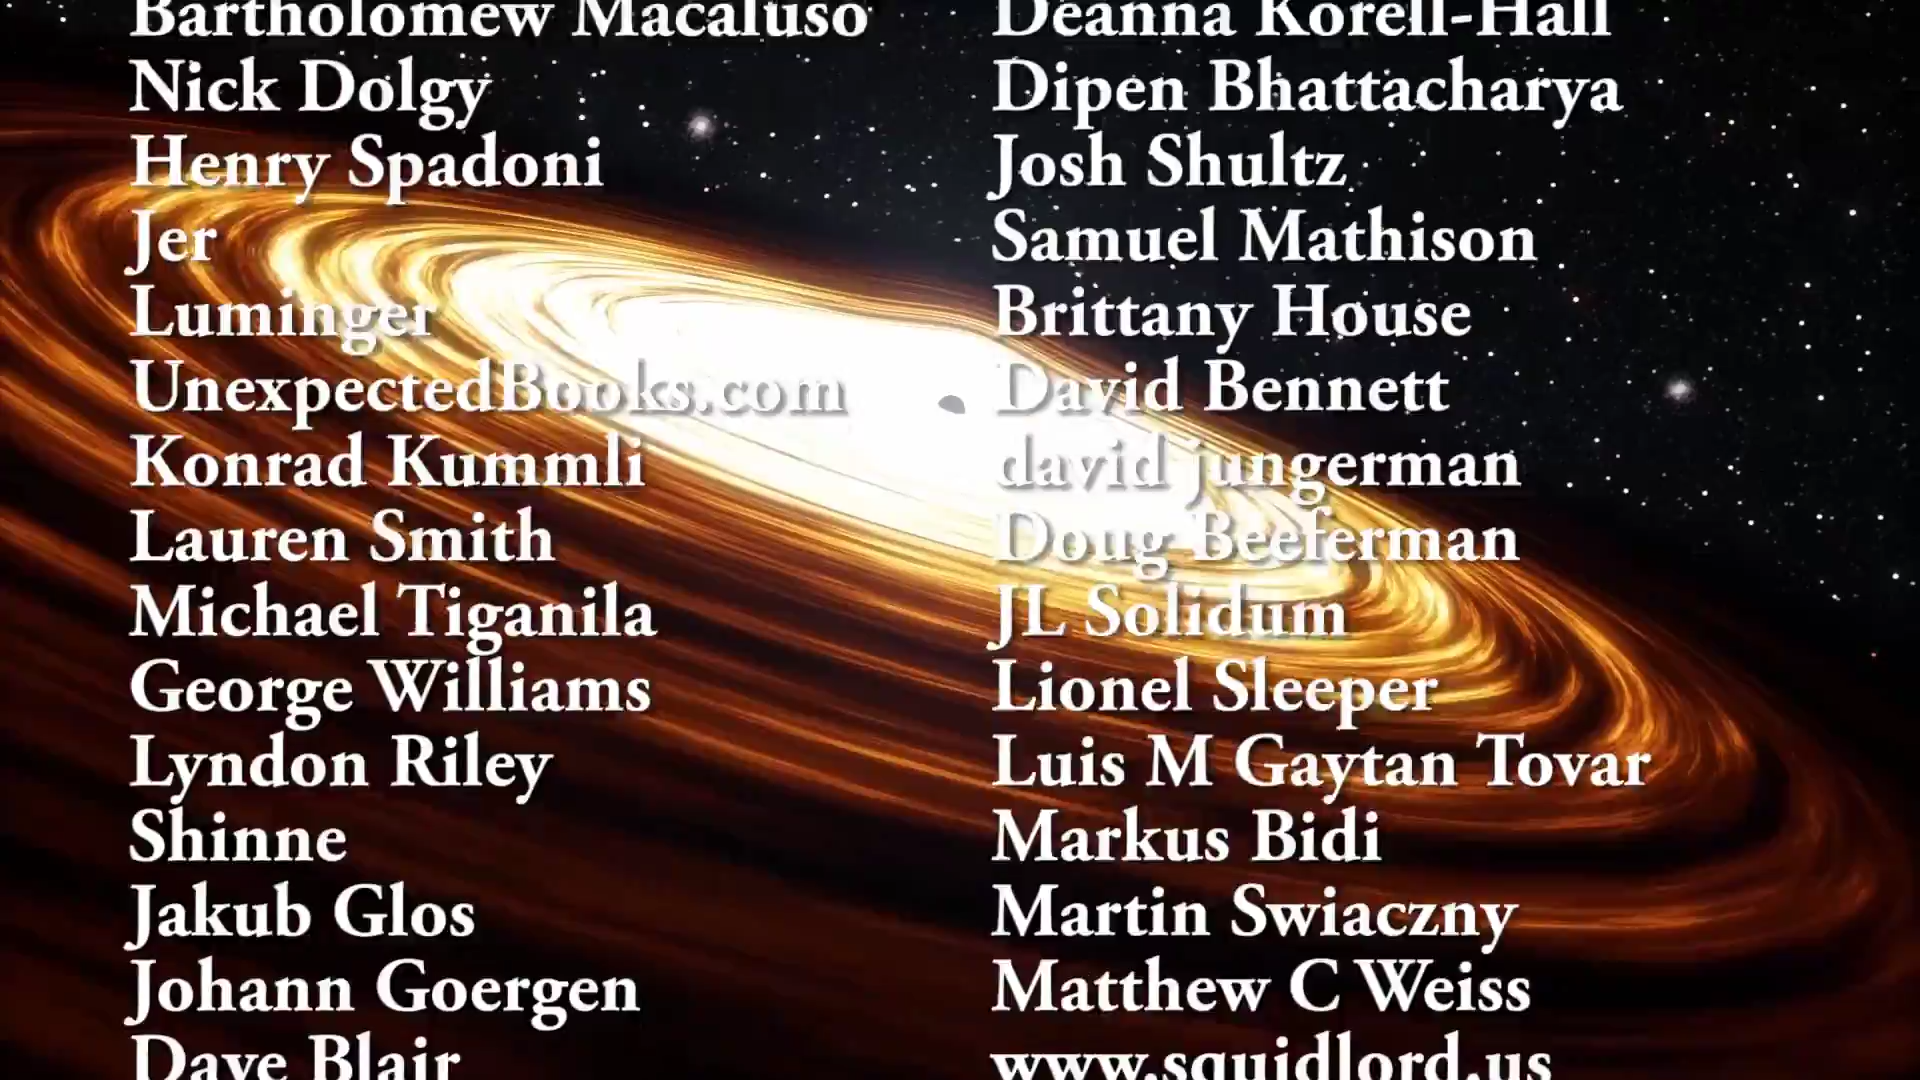 Bartholomew Macaluso
Nick Dolgy
Henry Spadoni
Jer
Luminger
UnexpectedBooks.com
Konrad Kummli
Lauren Smith
Michael Tiganila
George Williams
Lyndon Riley
Shinne
Jakub Glos
Johann Goergen
Dave Blair
Deanna Korell-Hall
Dipen Bhattacharya
Josh Shultz
Samuel Mathison
Brittany House
David Bennett
david jungerman
Doug Beeferman
JL Solidum
Lionel Sleeper
Luis M Gaytan Tovar
Markus Bidi
Martin Swiaczny
Matthew C Weiss
www.squidlord.us